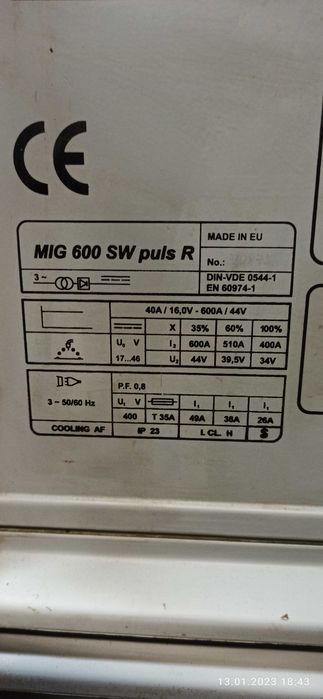 CE
MIG 600 SW puls R
MADE IN EU
No.:
DIN-VDE 0544-1
EN 60974-1
3 ~
40A / 16,0V - 600A / 44V
X 35% 60% 100%
U₀ V I₂ 600A 510A 400A
17...46 U₂ 44V 39,5V 34V
P.F. 0,8
3 ~ 50/60 Hz
U₁ V I₁ I₁ I₁
400 T 35A 49A 38A 26A
COOLING AF IP 23 I. CL. H S
13.01.2023 18:43